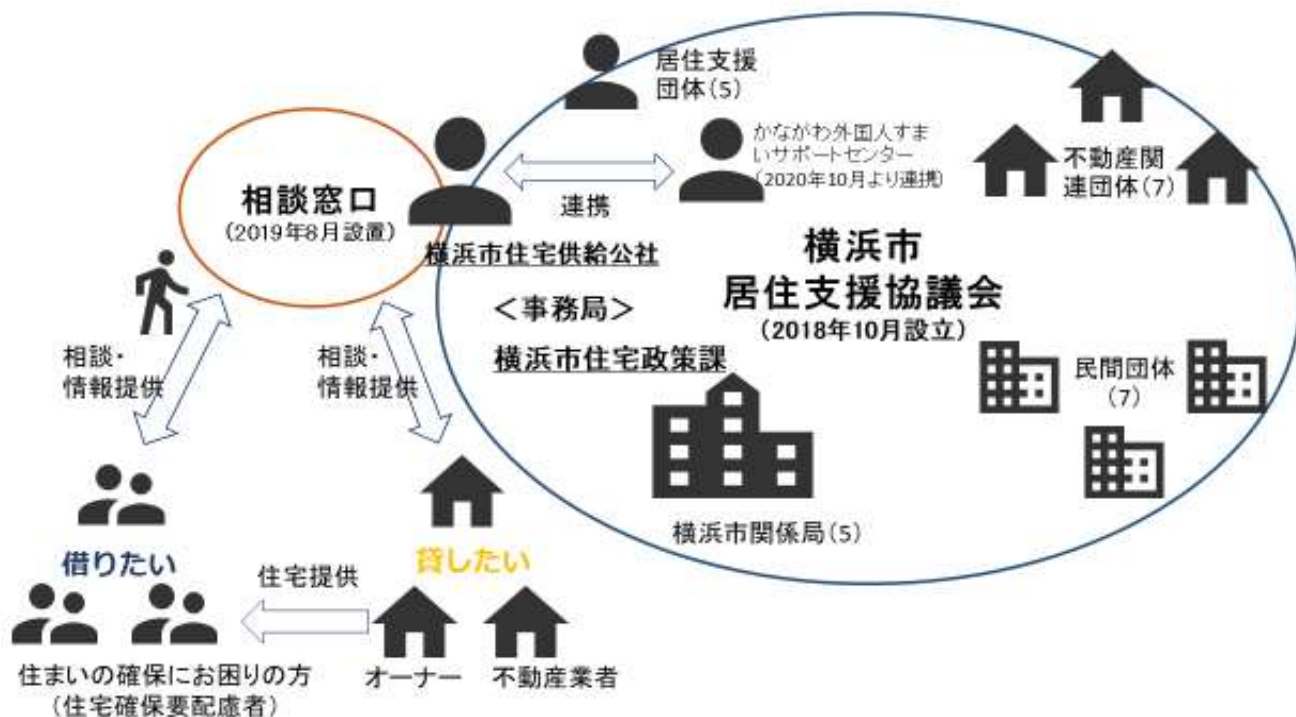 居住支援
団体（5）
かながわ外国人すま
いサポートセンター
（2020年10月より連携）
不動産関
連団体（7）
連携
相談窓口
（2019年8月設置）
横浜市住宅供給公社
＜事務局＞
横浜市住宅政策課
横浜市
居住支援協議会
（2018年10月設立）
民間団体
（7）
横浜市関係局（5）
相談・
情報提供
相談・
情報提供
借りたい
貸したい
住宅提供
住まいの確保にお困りの方
（住宅確保要配慮者）
オーナー
不動産業者